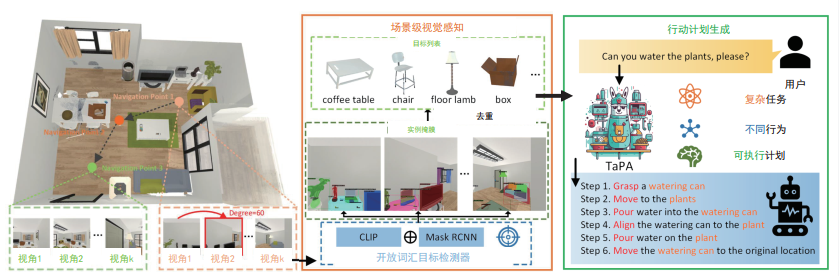 Navigation Point 1
视角1
视角2
视角k
Degree=60
视角1
视角2
视角k
场景级视觉感知
目标列表
coffee table
chair
floor lamb
box
去重
实例掩膜
CLIP
Mask RCNN
开放词汇目标检测器
行动计划生成
Can you water the plants, please?
用户
TaPA
复杂任务
不同行为
可执行计划
Step 1. Grasp a watering can
Step 2. Move to the plants
Step 3. Pour water into the watering can
Step 4. Align the watering can to the plant
Step 5. Pour water on the plant
Step 6. Move the watering can to the original location